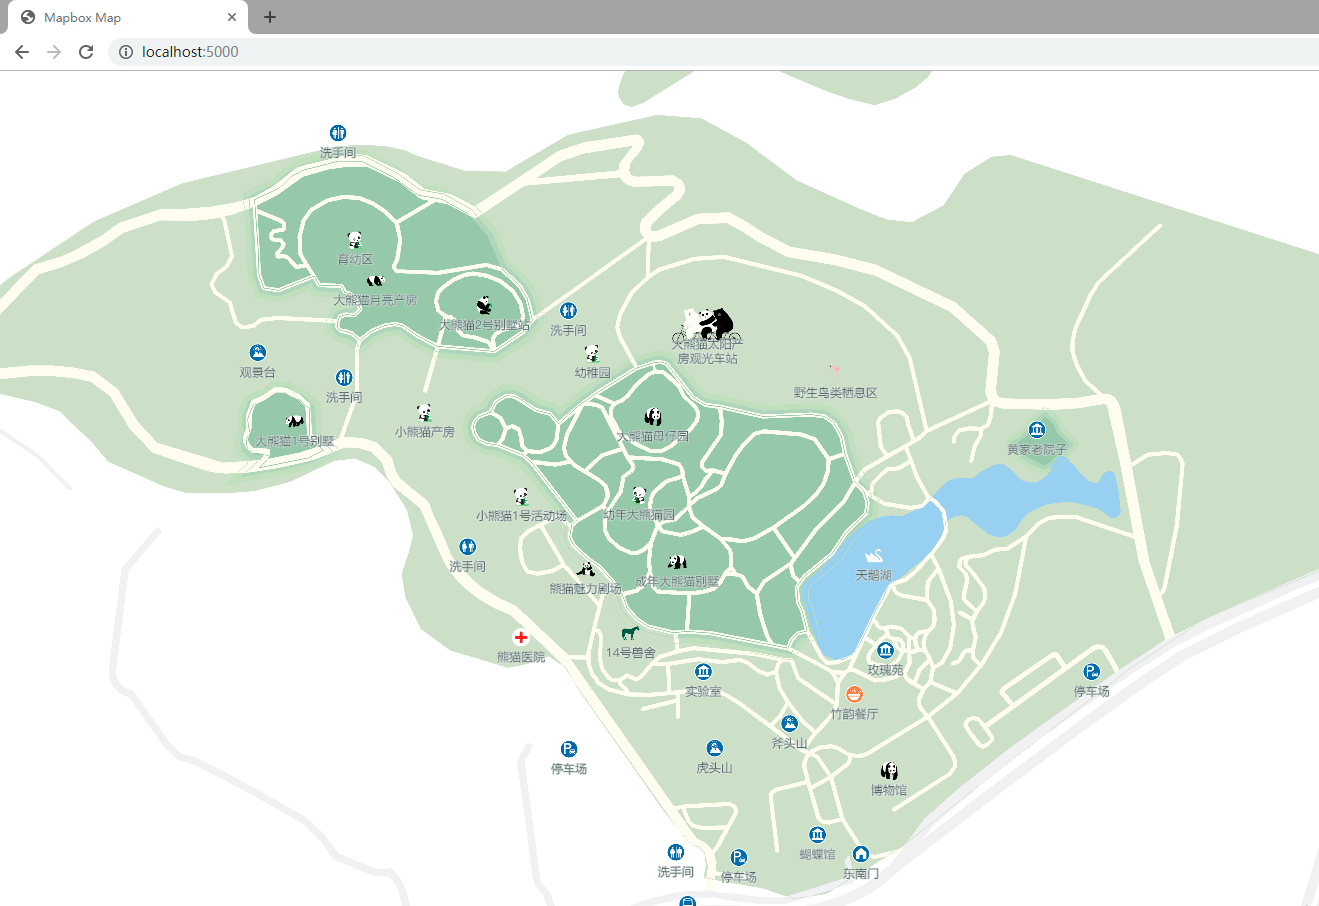 Mapbox Map
localhost:5000
洗手间
育幼区
大熊猫月亮产房
大熊猫2号别墅站
洗手间
大熊猫太阳产
房观光车站
观景台
幼稚园
洗手间
野生鸟类栖息区
小熊猫产房
大熊猫1号别墅
大熊猫母仔园
黄家老院子
小熊猫1号活动场
幼年大熊猫园
洗手间
熊猫魅力剧场
成年大熊猫别墅
天鹅湖
熊猫医院
14号兽舍
玫瑰苑
实验室
停车场
竹韵餐厅
斧头山
停车场
虎头山
博物馆
蝴蝶馆
洗手间
停车场
东南门